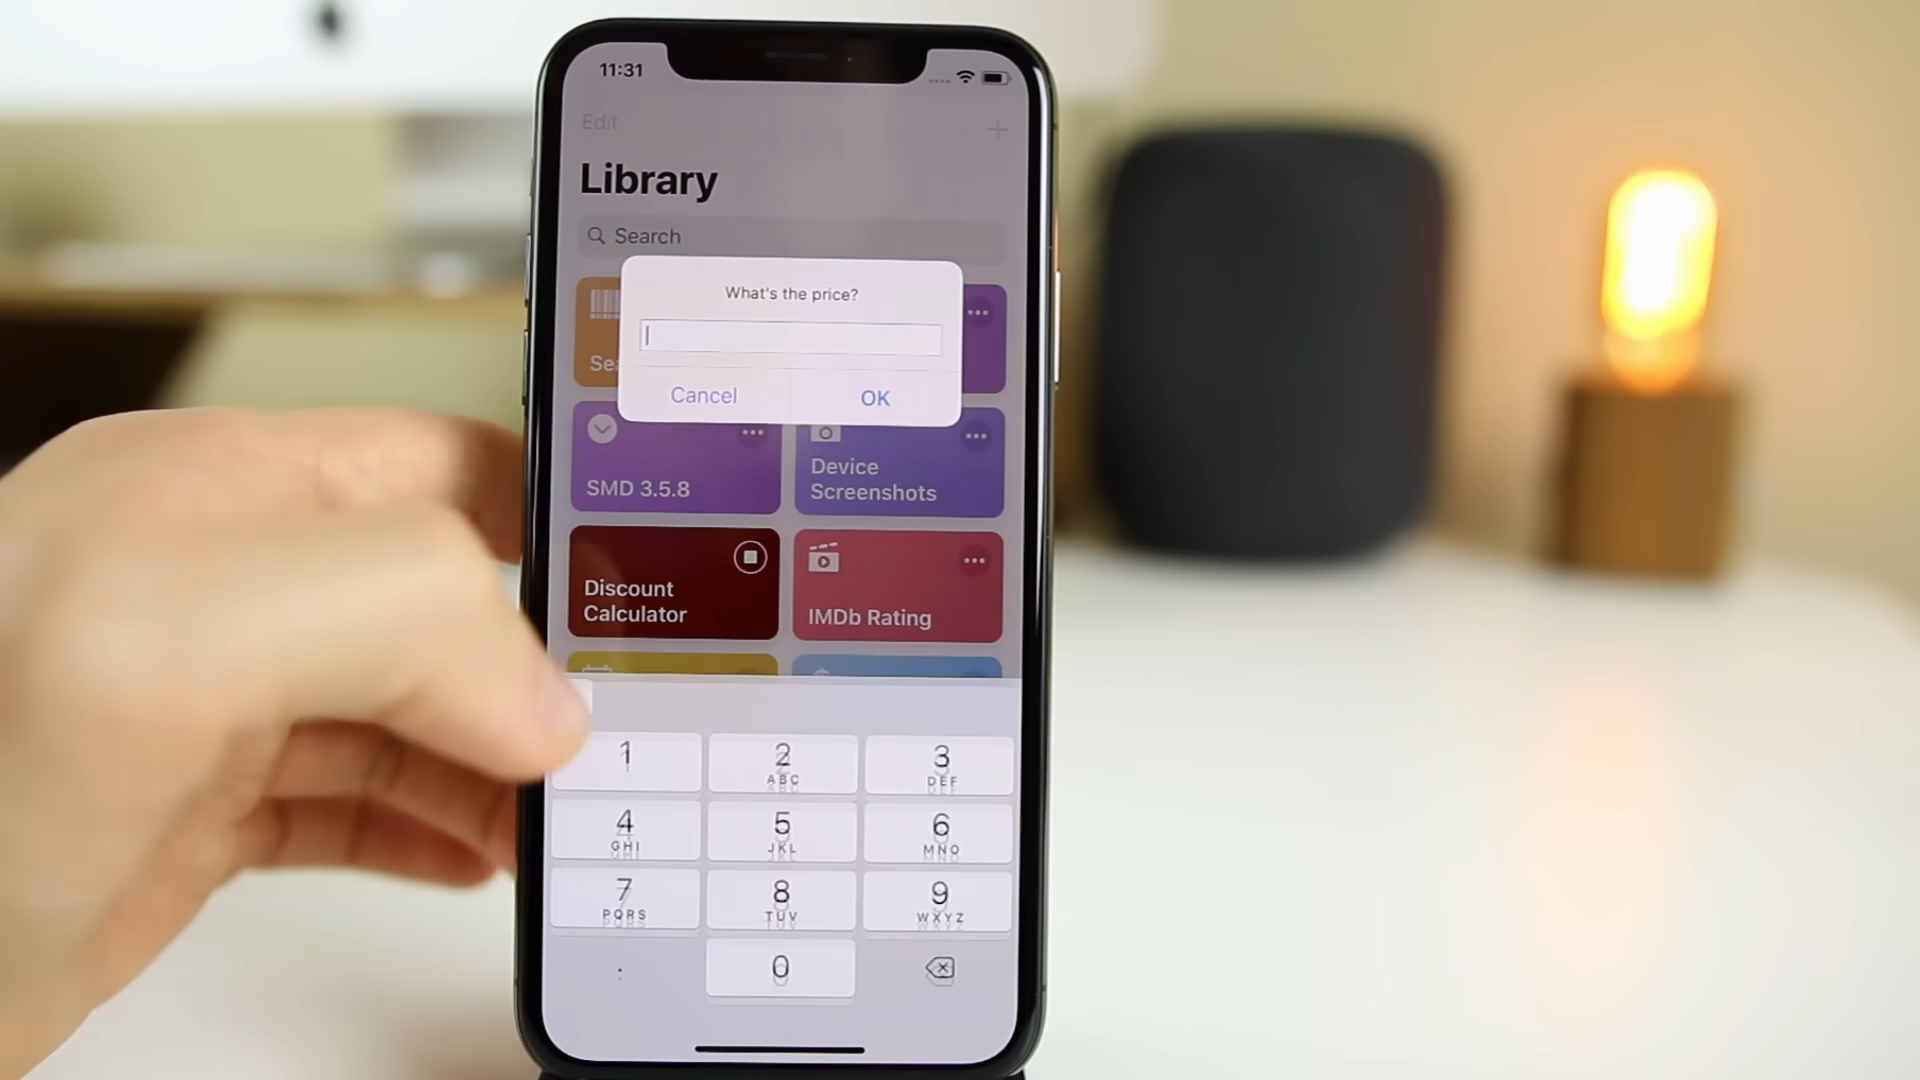 11:31
Edit
Library
Search
What's the price?
Cancel
OK
SMD 3.5.8
Device
Screenshots
Discount
Calculator
IMDb Rating
1
2
ABC
3
DEF
4
GHI
5
JKL
6
MNO
7
PQRS
8
TUV
9
WXYZ
0